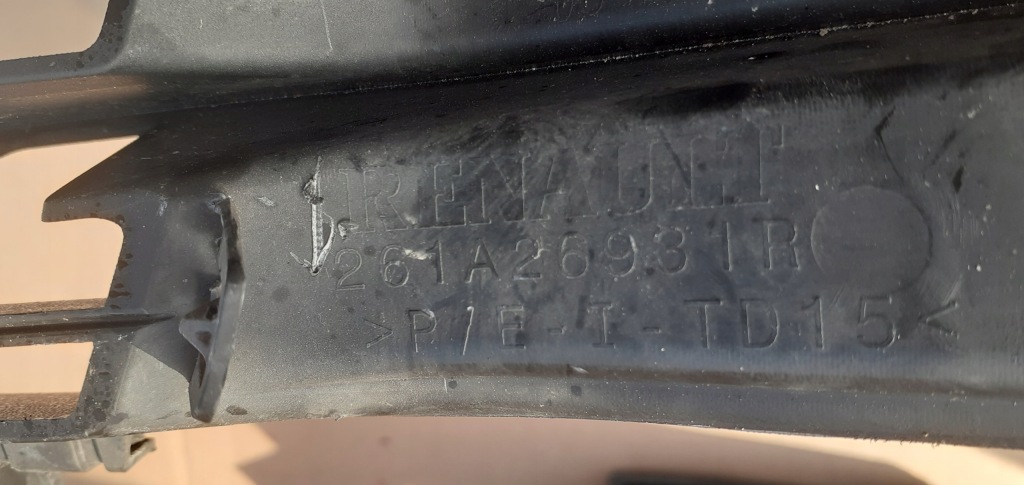 RENAULT
261A26931R
>P/E-I-TD15<